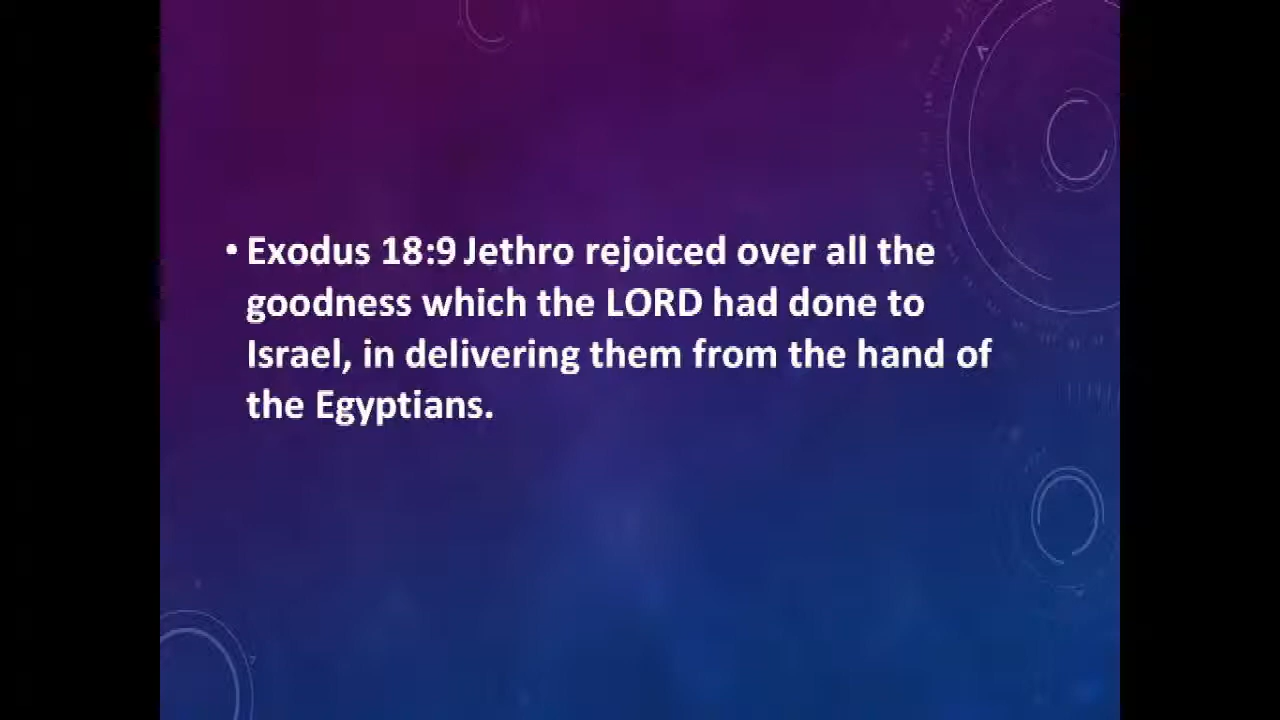 • Exodus 18:9 Jethro rejoiced over all the
goodness which the LORD had done to
Israel, in delivering them from the hand of
the Egyptians.